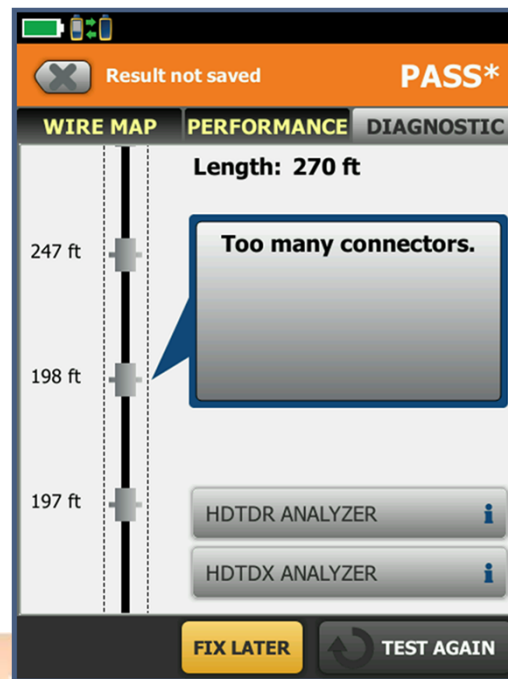 Result not saved
PASS*
WIRE MAP
PERFORMANCE
DIAGNOSTIC
Length: 270 ft
247 ft
Too many connectors.
198 ft
197 ft
HDTDR ANALYZER
i
HDTDX ANALYZER
i
FIX LATER
TEST AGAIN